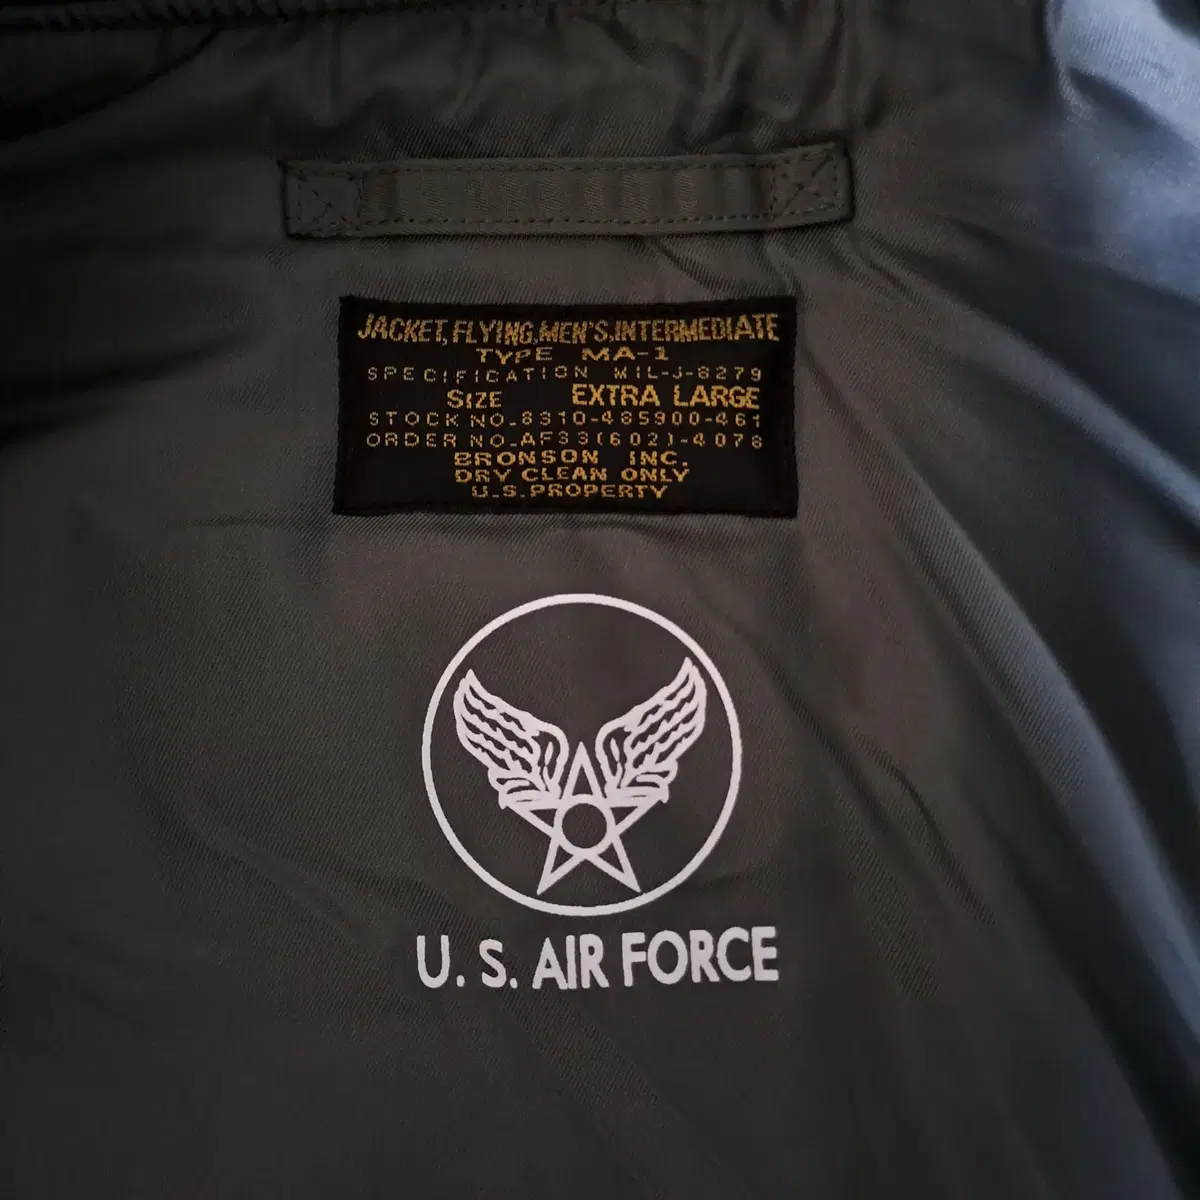 JACKET, FLYING, MEN'S, INTERMEDIATE
TYPE MA-1
SPECIFICATION MIL-J-8279
SIZE EXTRA LARGE
STOCK NO. 8310-485900-461
ORDER NO. AF33(602)-4078
BRONSON INC.
DRY CLEAN ONLY
U.S. PROPERTY
U. S. AIR FORCE